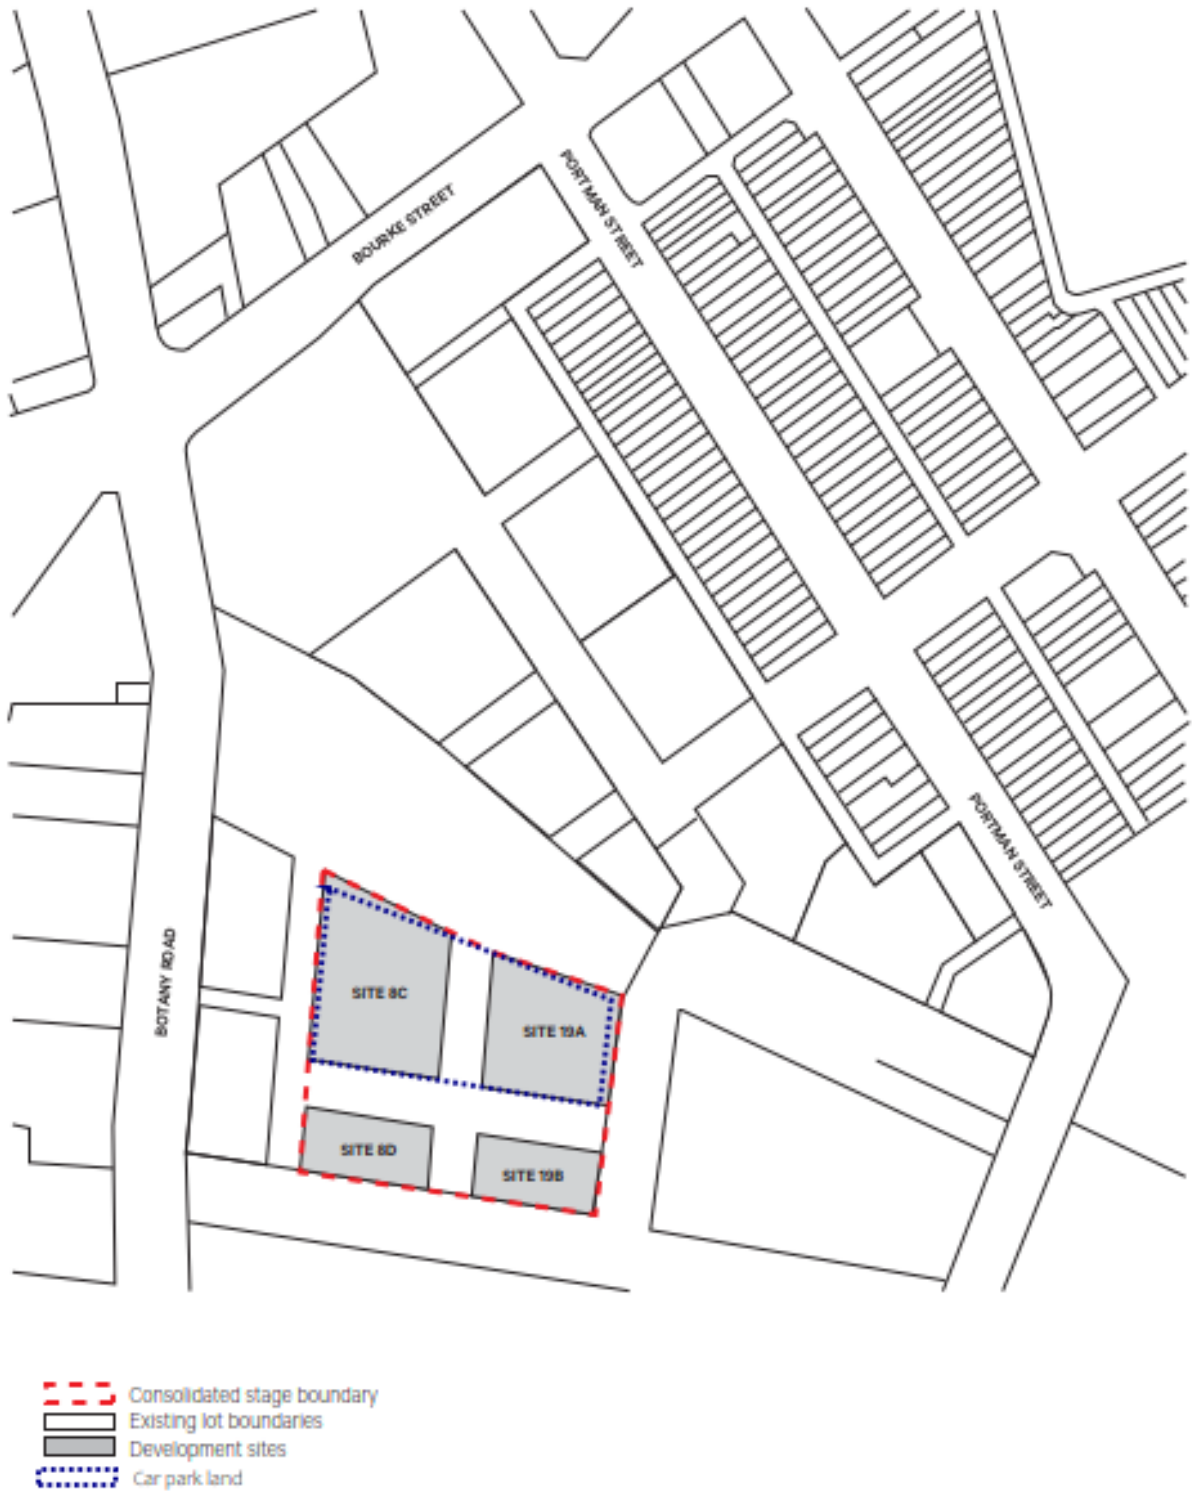 PORTMAN STREET
BOURKE STREET
PORTMAN STREET
BOTANY ROAD
SITE 8C
SITE 19A
SITE 8D
SITE 19B
Consolidated stage boundary
Existing lot boundaries
Development sites
Car park land